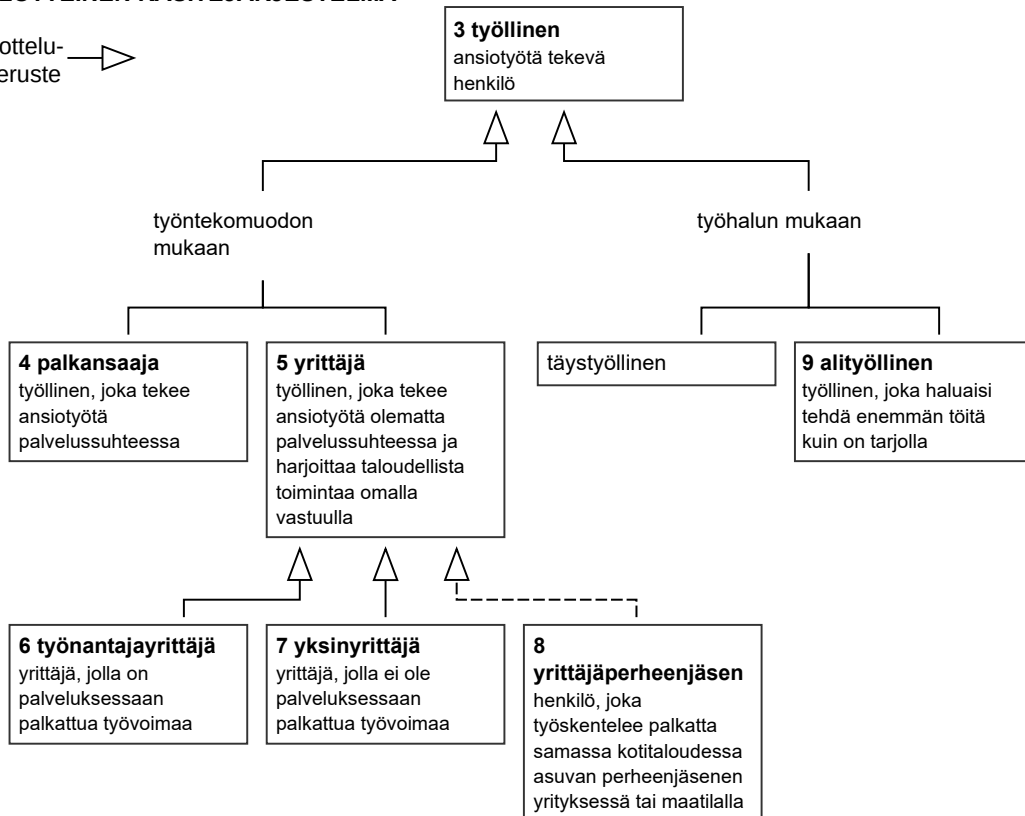 ottelu-
eruste
3 työllinen
ansiotyötä tekevä
henkilö
työntekomuodon
mukaan
työhalun mukaan
4 palkansaaja
työllinen, joka tekee
ansiotyötä
palvelussuhteessa
5 yrittäjä
työllinen, joka tekee
ansiotyötä olematta
palvelussuhteessa ja
harjoittaa taloudellista
toimintaa omalla
vastuulla
täystyöllinen
9 alityöllinen
työllinen, joka haluaisi
tehdä enemmän töitä
kuin on tarjolla
6 työnantajayrittäjä
yrittäjä, jolla on
palveluksessaan
palkattua työvoimaa
7 yksinyrittäjä
yrittäjä, jolla ei ole
palveluksessaan
palkattua työvoimaa
8
yrittäjäperheenjäsen
henkilö, joka
työskentelee palkatta
samassa kotitaloudessa
asuvan perheenjäsenen
yrityksessä tai maatilalla